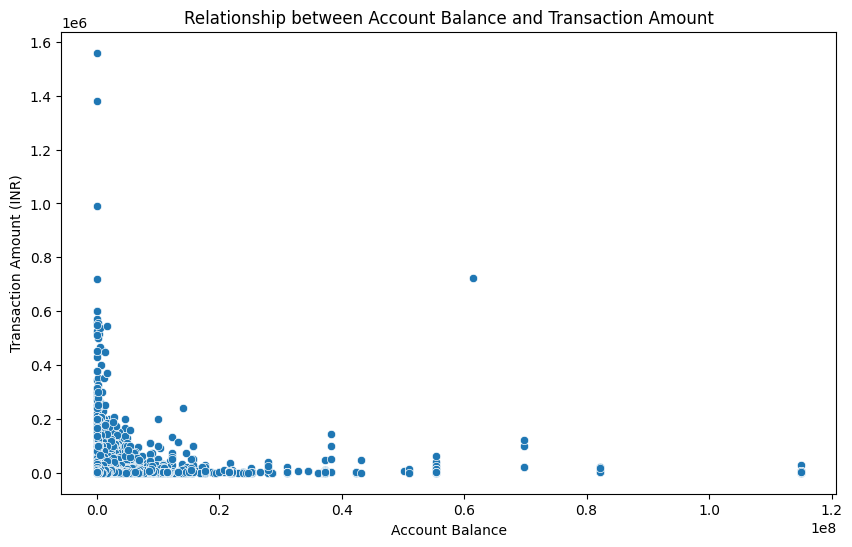 Relationship between Account Balance and Transaction Amount
1e6
1.6
1.4
1.2
1.0
0.8
0.6
0.4
0.2
0.0
Transaction Amount (INR)
0.0 0.2 0.4 0.6 0.8 1.0 1.2
1e8
Account Balance